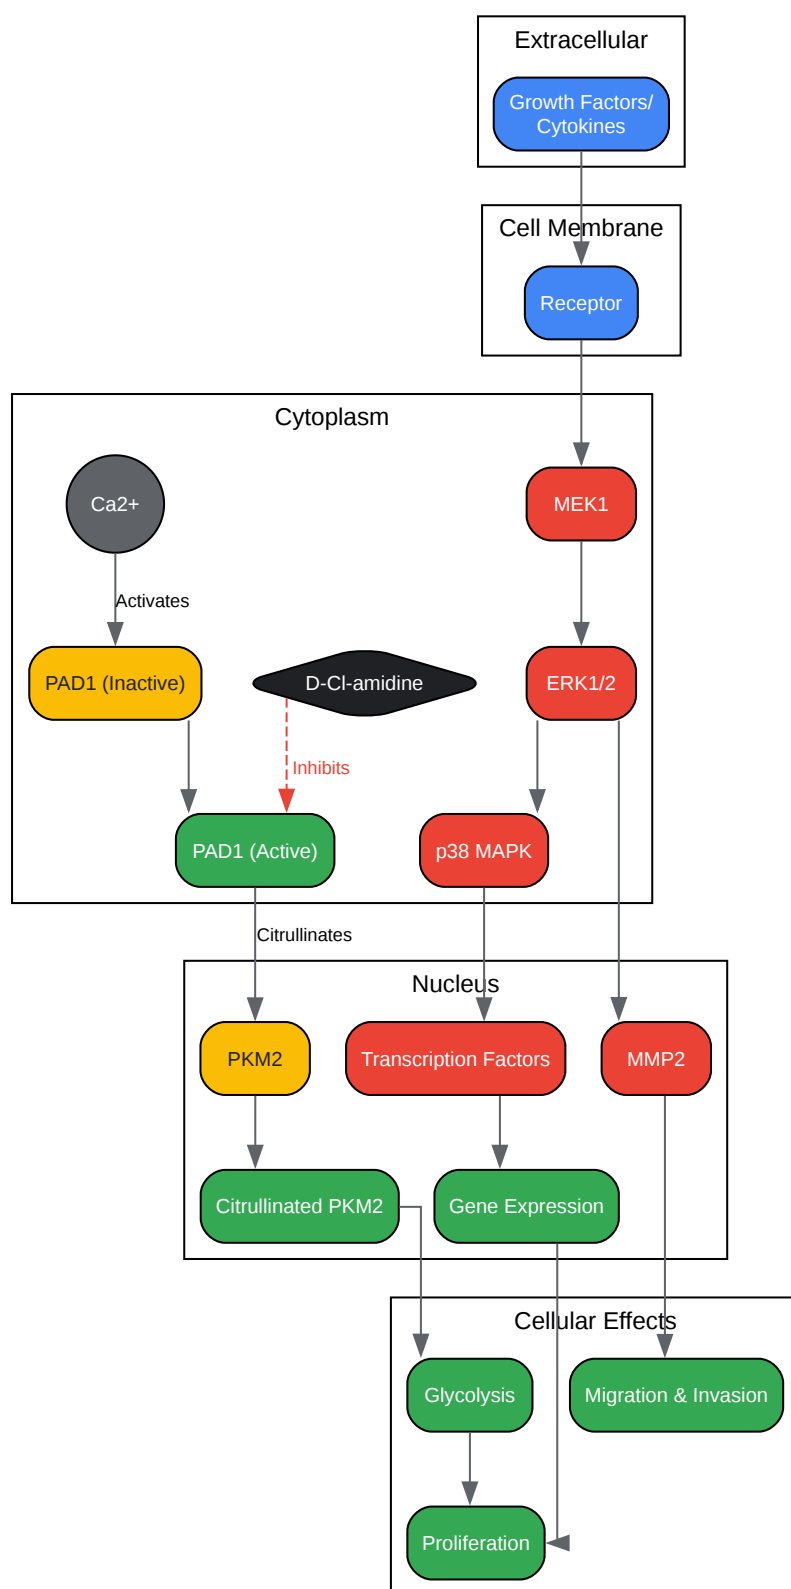 Extracellular
Growth Factors/
Cytokines
Cell Membrane
Receptor
Cytoplasm
Ca2+
MEK1
Activates
PAD1 (Inactive)
D-Cl-amidine
ERK1/2
Inhibits
PAD1 (Active)
p38 MAPK
Citrullinates
Nucleus
PKM2
Transcription Factors
MMP2
Citrullinated PKM2
Gene Expression
Cellular Effects
Glycolysis
Migration & Invasion
Proliferation